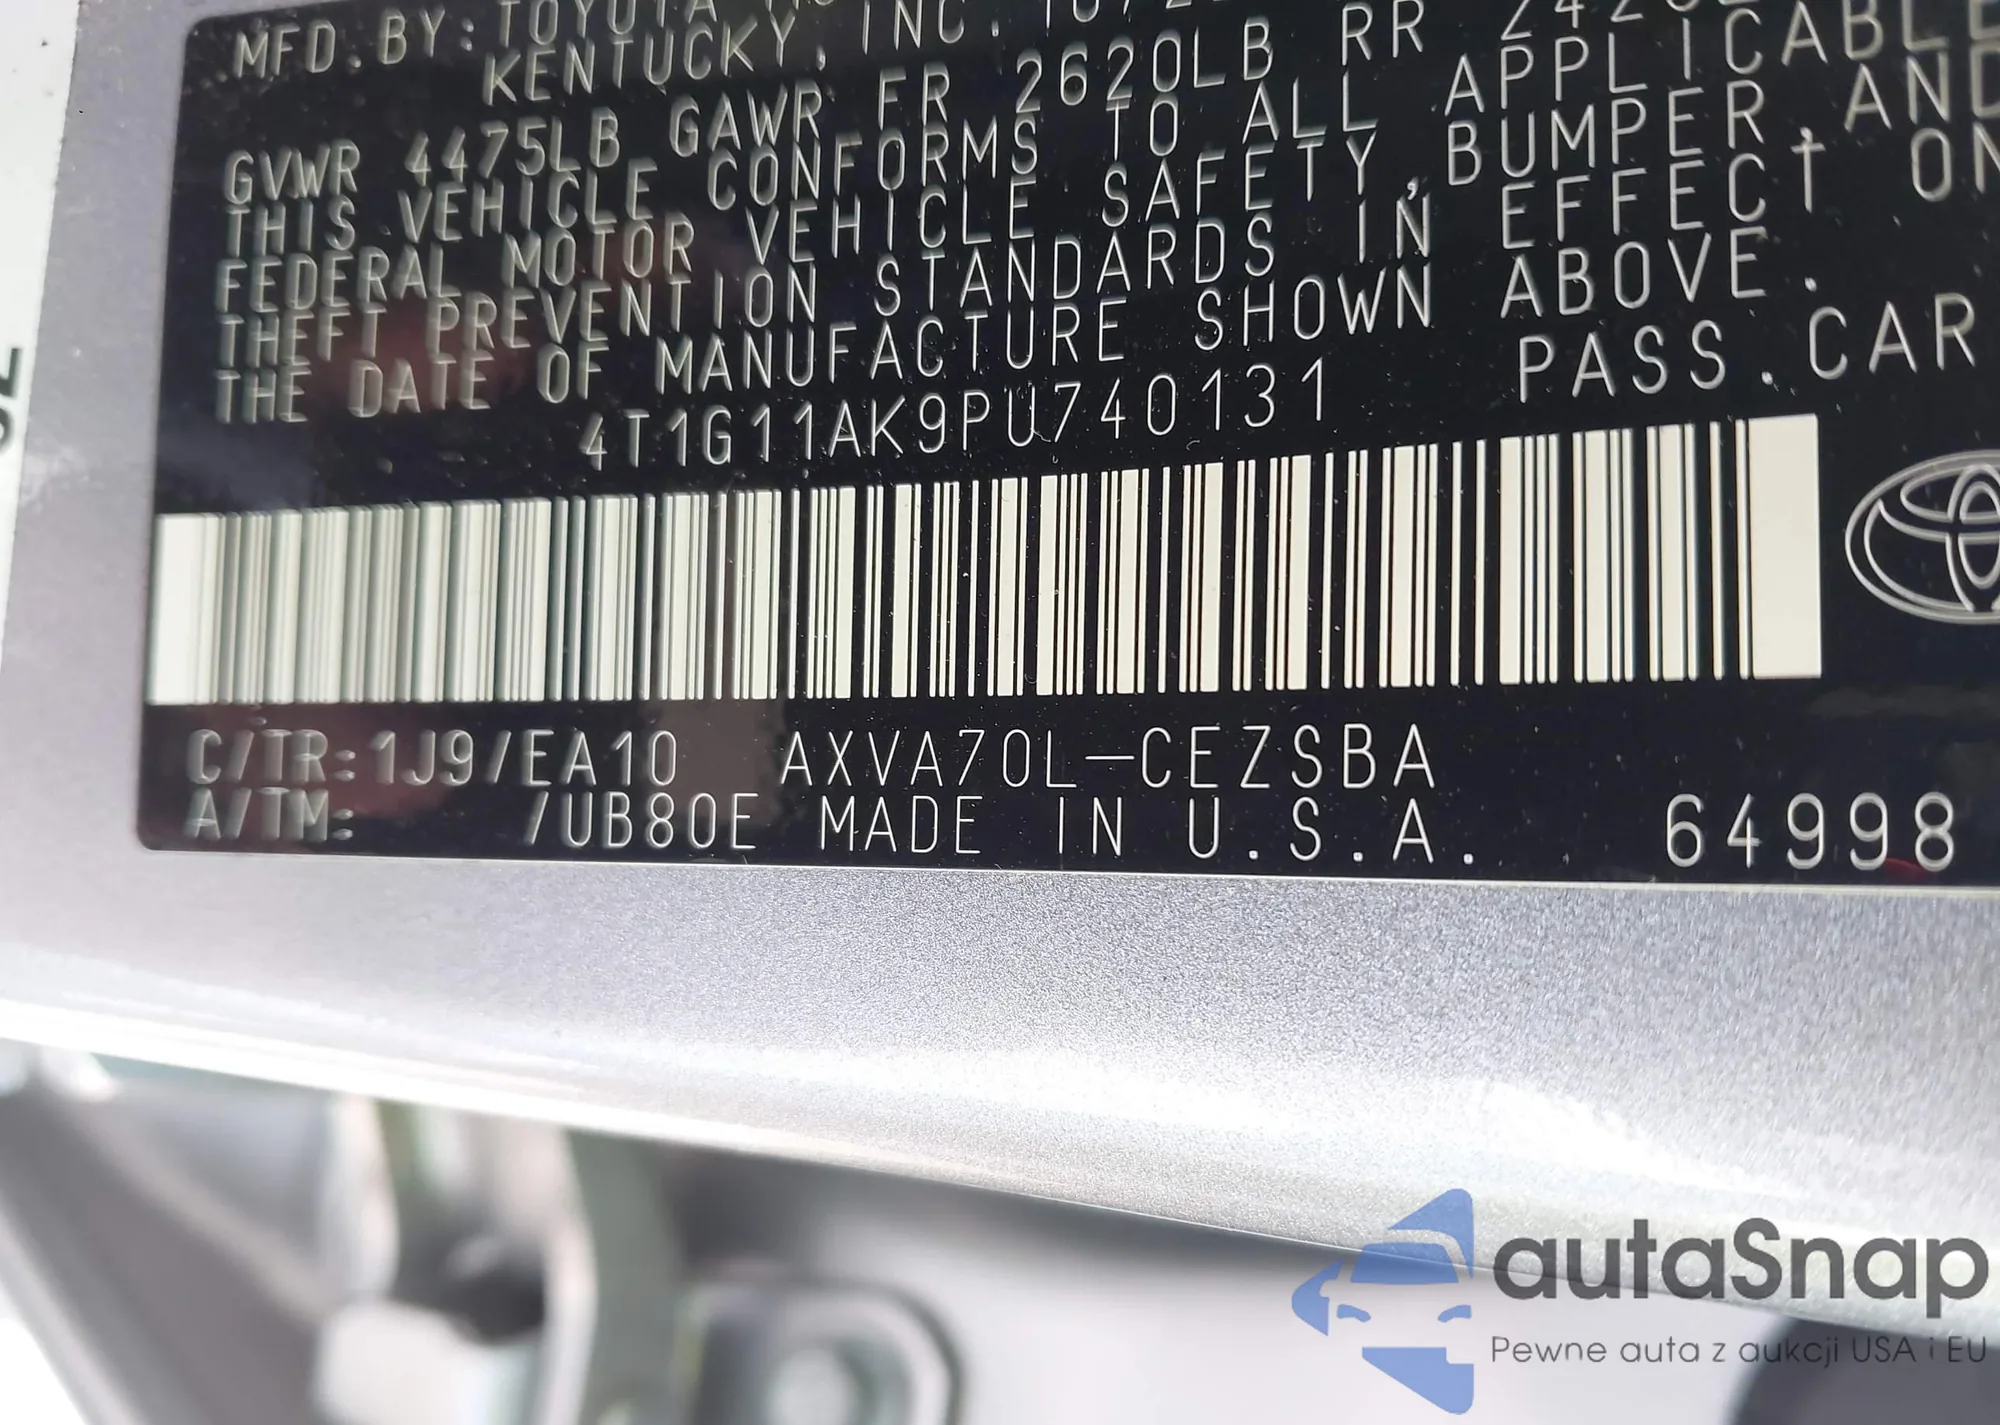 MFD.BY: TOYOTA
KENTUCKY, INC.
GVWR 4475LB GAWR FR 2620LB RR
THIS VEHICLE CONFORMS TO ALL APPLICABLE
FEDERAL MOTOR VEHICLE SAFETY, BUMPER, AND
THEFT PREVENTION STANDARDS IN EFFECT ON
THE DATE OF MANUFACTURE SHOWN ABOVE.
4T1G11AK9PU740131 PASS.CAR
C/TR:1J9/EA10 AXVA70L-CEZSBA
A/TM: /UB80E MADE IN U.S.A. 64998
autaSnap
Pewne auta z aukcji USA i EU